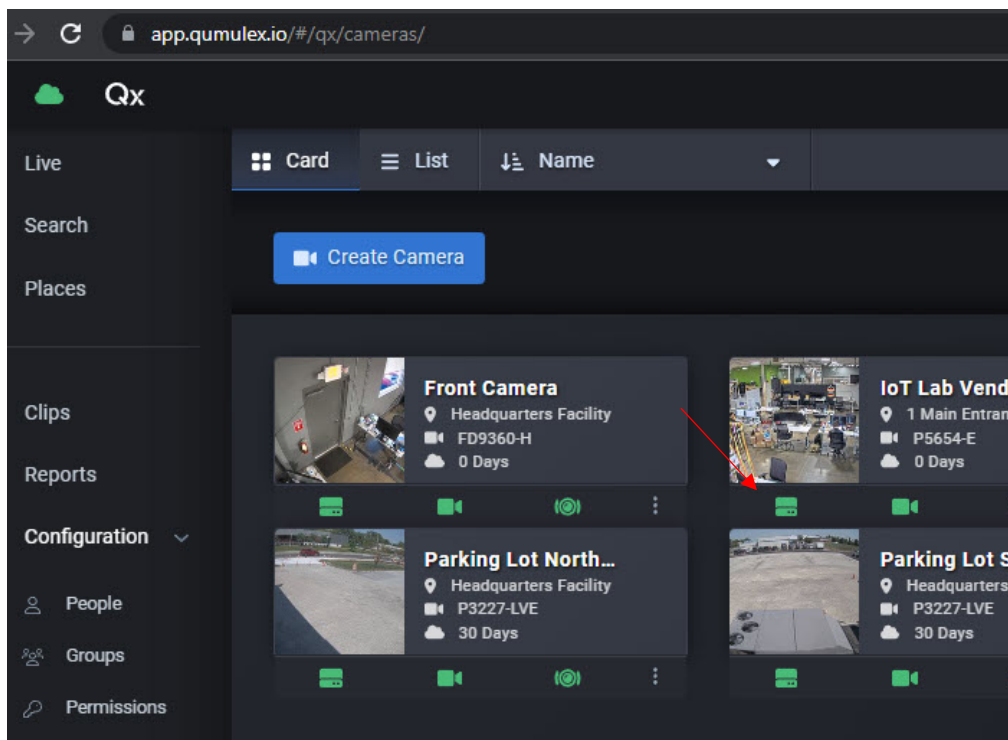 app.qumulex.io/#/qx/cameras/
Qx
Live
Search
Places
Clips
Reports
Configuration
People
Groups
Permissions
Card
List
Name
Create Camera
Front Camera
Headquarters Facility
FD9360-H
0 Days
IoT Lab Vend
1 Main Entran
P5654-E
0 Days
Parking Lot North...
Headquarters Facility
P3227-LVE
30 Days
Parking Lot S
Headquarters
P3227-LVE
30 Days